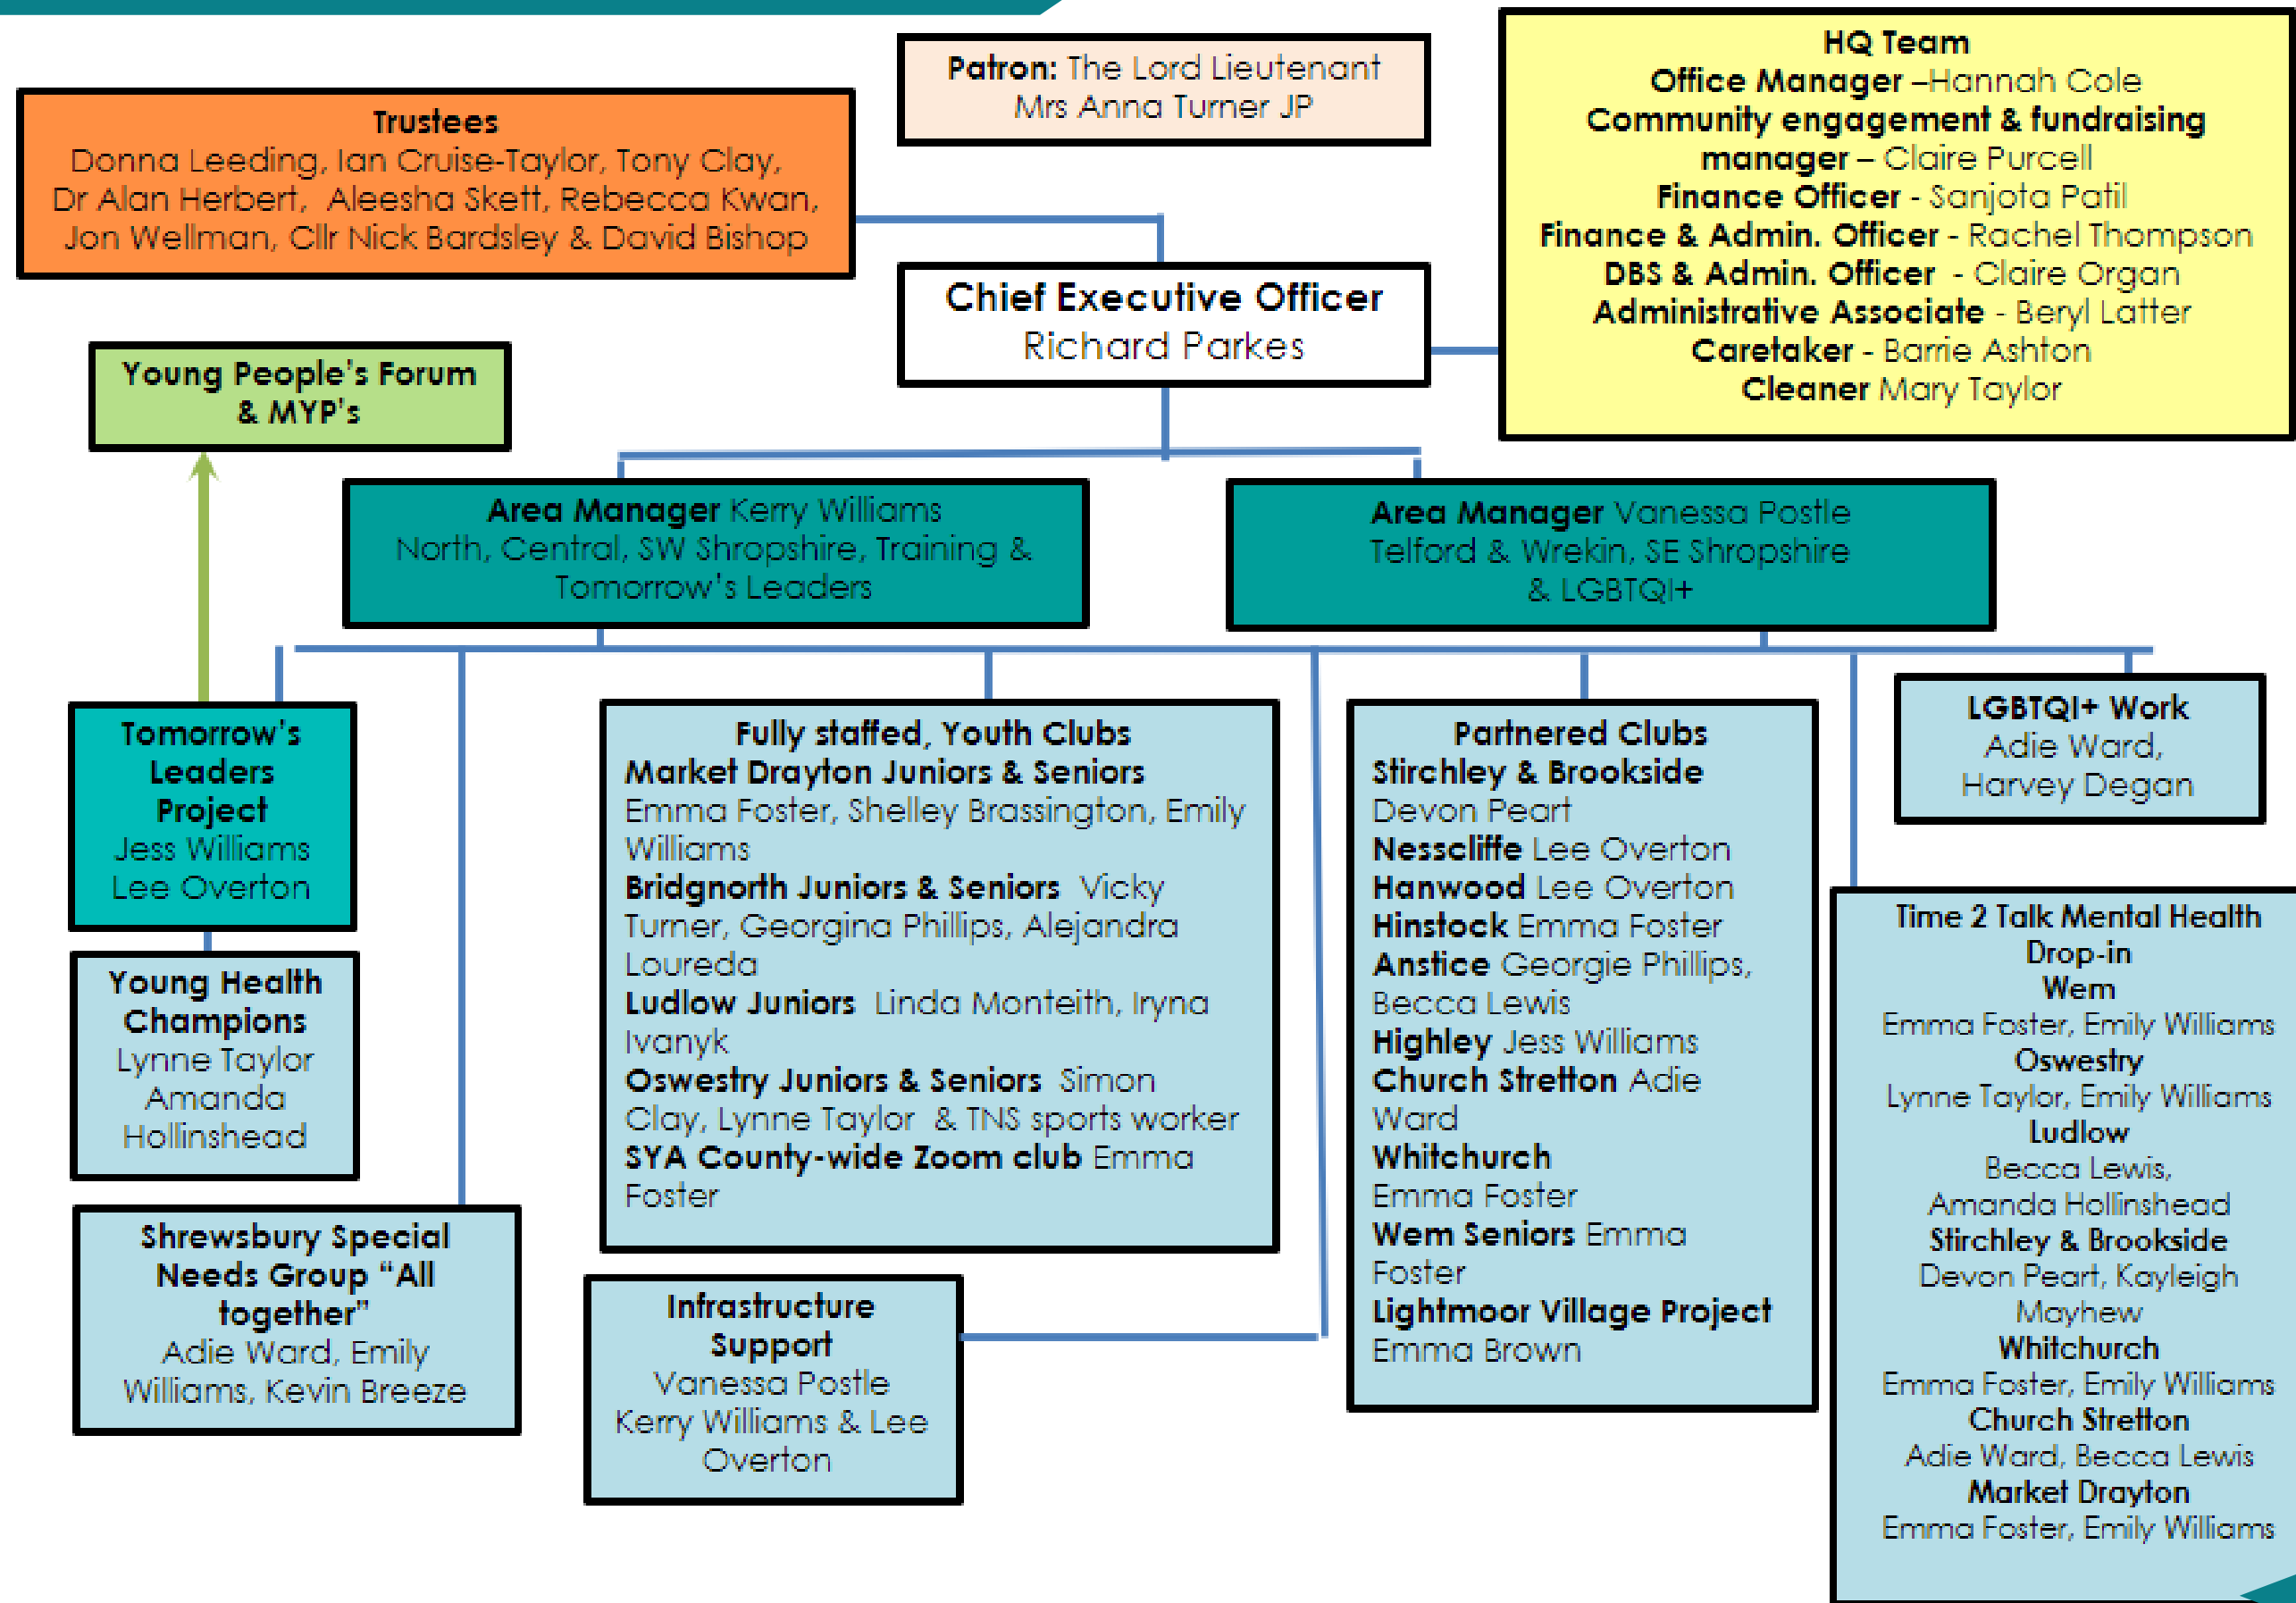 Patron: The Lord Lieutenant
Mrs Anna Turner JP
HQ Team
Office Manager –Hannah Cole
Community engagement & fundraising
manager – Claire Purcell
Finance Officer - Sanjota Patil
Finance & Admin. Officer - Rachel Thompson
DBS & Admin. Officer - Claire Organ
Administrative Associate - Beryl Latter
Caretaker - Barrie Ashton
Cleaner Mary Taylor
Trustees
Donna Leeding, Ian Cruise-Taylor, Tony Clay,
Dr Alan Herbert, Aleesha Skett, Rebecca Kwan,
Jon Wellman, Cllr Nick Bardsley & David Bishop
Chief Executive Officer
Richard Parkes
Young People's Forum
& MYP's
Area Manager Kerry Williams
North, Central, SW Shropshire, Training &
Tomorrow's Leaders
Area Manager Vanessa Postle
Telford & Wrekin, SE Shropshire
& LGBTQI+
Tomorrow's
Leaders
Project
Jess Williams
Lee Overton
Young Health
Champions
Lynne Taylor
Amanda
Hollinshead
Shrewsbury Special
Needs Group “All
together”
Adie Ward, Emily
Williams, Kevin Breeze
Fully staffed, Youth Clubs
Market Drayton Juniors & Seniors
Emma Foster, Shelley Brassington, Emily
Williams
Bridgnorth Juniors & Seniors Vicky
Turner, Georgina Phillips, Alejandra
Loureda
Ludlow Juniors Linda Monteith, Iryna
Ivanyk
Oswestry Juniors & Seniors Simon
Clay, Lynne Taylor & TNS sports worker
SYA County-wide Zoom club Emma
Foster
Infrastructure
Support
Vanessa Postle
Kerry Williams & Lee
Overton
Partnered Clubs
Stirchley & Brookside
Devon Peart
Nesscliffe Lee Overton
Hanwood Lee Overton
Hinstock Emma Foster
Anstice Georgie Phillips,
Becca Lewis
Highley Jess Williams
Church Stretton Adie
Ward
Whitchurch
Emma Foster
Wem Seniors Emma
Foster
Lightmoor Village Project
Emma Brown
LGBTQI+ Work
Adie Ward,
Harvey Degan
Time 2 Talk Mental Health
Drop-in
Wem
Emma Foster, Emily Williams
Oswestry
Lynne Taylor, Emily Williams
Ludlow
Becca Lewis,
Amanda Hollinshead
Stirchley & Brookside
Devon Peart, Kayleigh
Mayhew
Whitchurch
Emma Foster, Emily Williams
Church Stretton
Adie Ward, Becca Lewis
Market Drayton
Emma Foster, Emily Williams